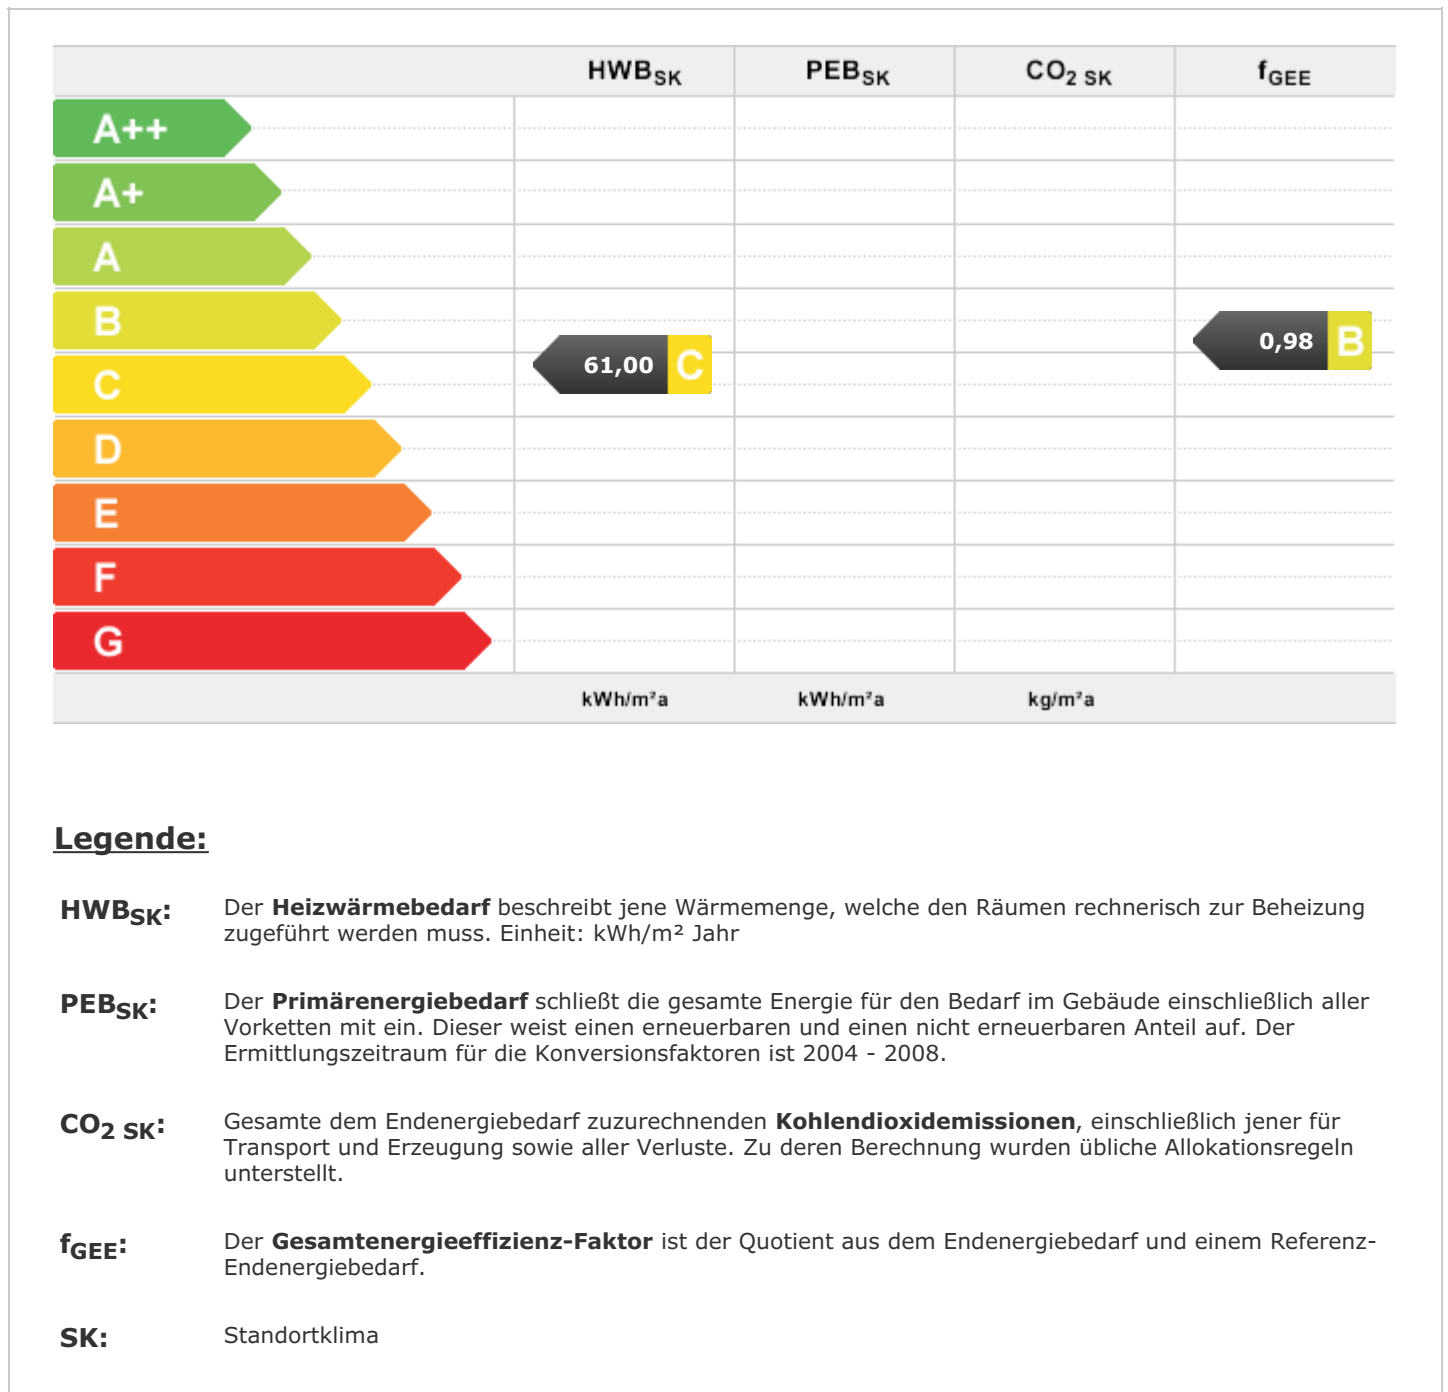 HWBSK PEBSK CO2 SK fGEE
A++
A+
A
B
0,98 B
61,00 C
C
D
E
F
G
kWh/m²a kWh/m²a kg/m²a
Legende:
HWBSK: Der Heizwärmebedarf beschreibt jene Wärmemenge, welche den Räumen rechnerisch zur Beheizung
zugeführt werden muss. Einheit: kWh/m² Jahr
PEBSK: Der Primärenergiebedarf schließt die gesamte Energie für den Bedarf im Gebäude einschließlich aller
Vorketten mit ein. Dieser weist einen erneuerbaren und einen nicht erneuerbaren Anteil auf. Der
Ermittlungszeitraum für die Konversionsfaktoren ist 2004 - 2008.
CO2 SK: Gesamte dem Endenergiebedarf zuzurechnenden Kohlendioxidemissionen, einschließlich jener für
Transport und Erzeugung sowie aller Verluste. Zu deren Berechnung wurden übliche Allokationsregeln
unterstellt.
fGEE: Der Gesamtenergieeffizienz-Faktor ist der Quotient aus dem Endenergiebedarf und einem Referenz-
Endenergiebedarf.
SK: Standortklima